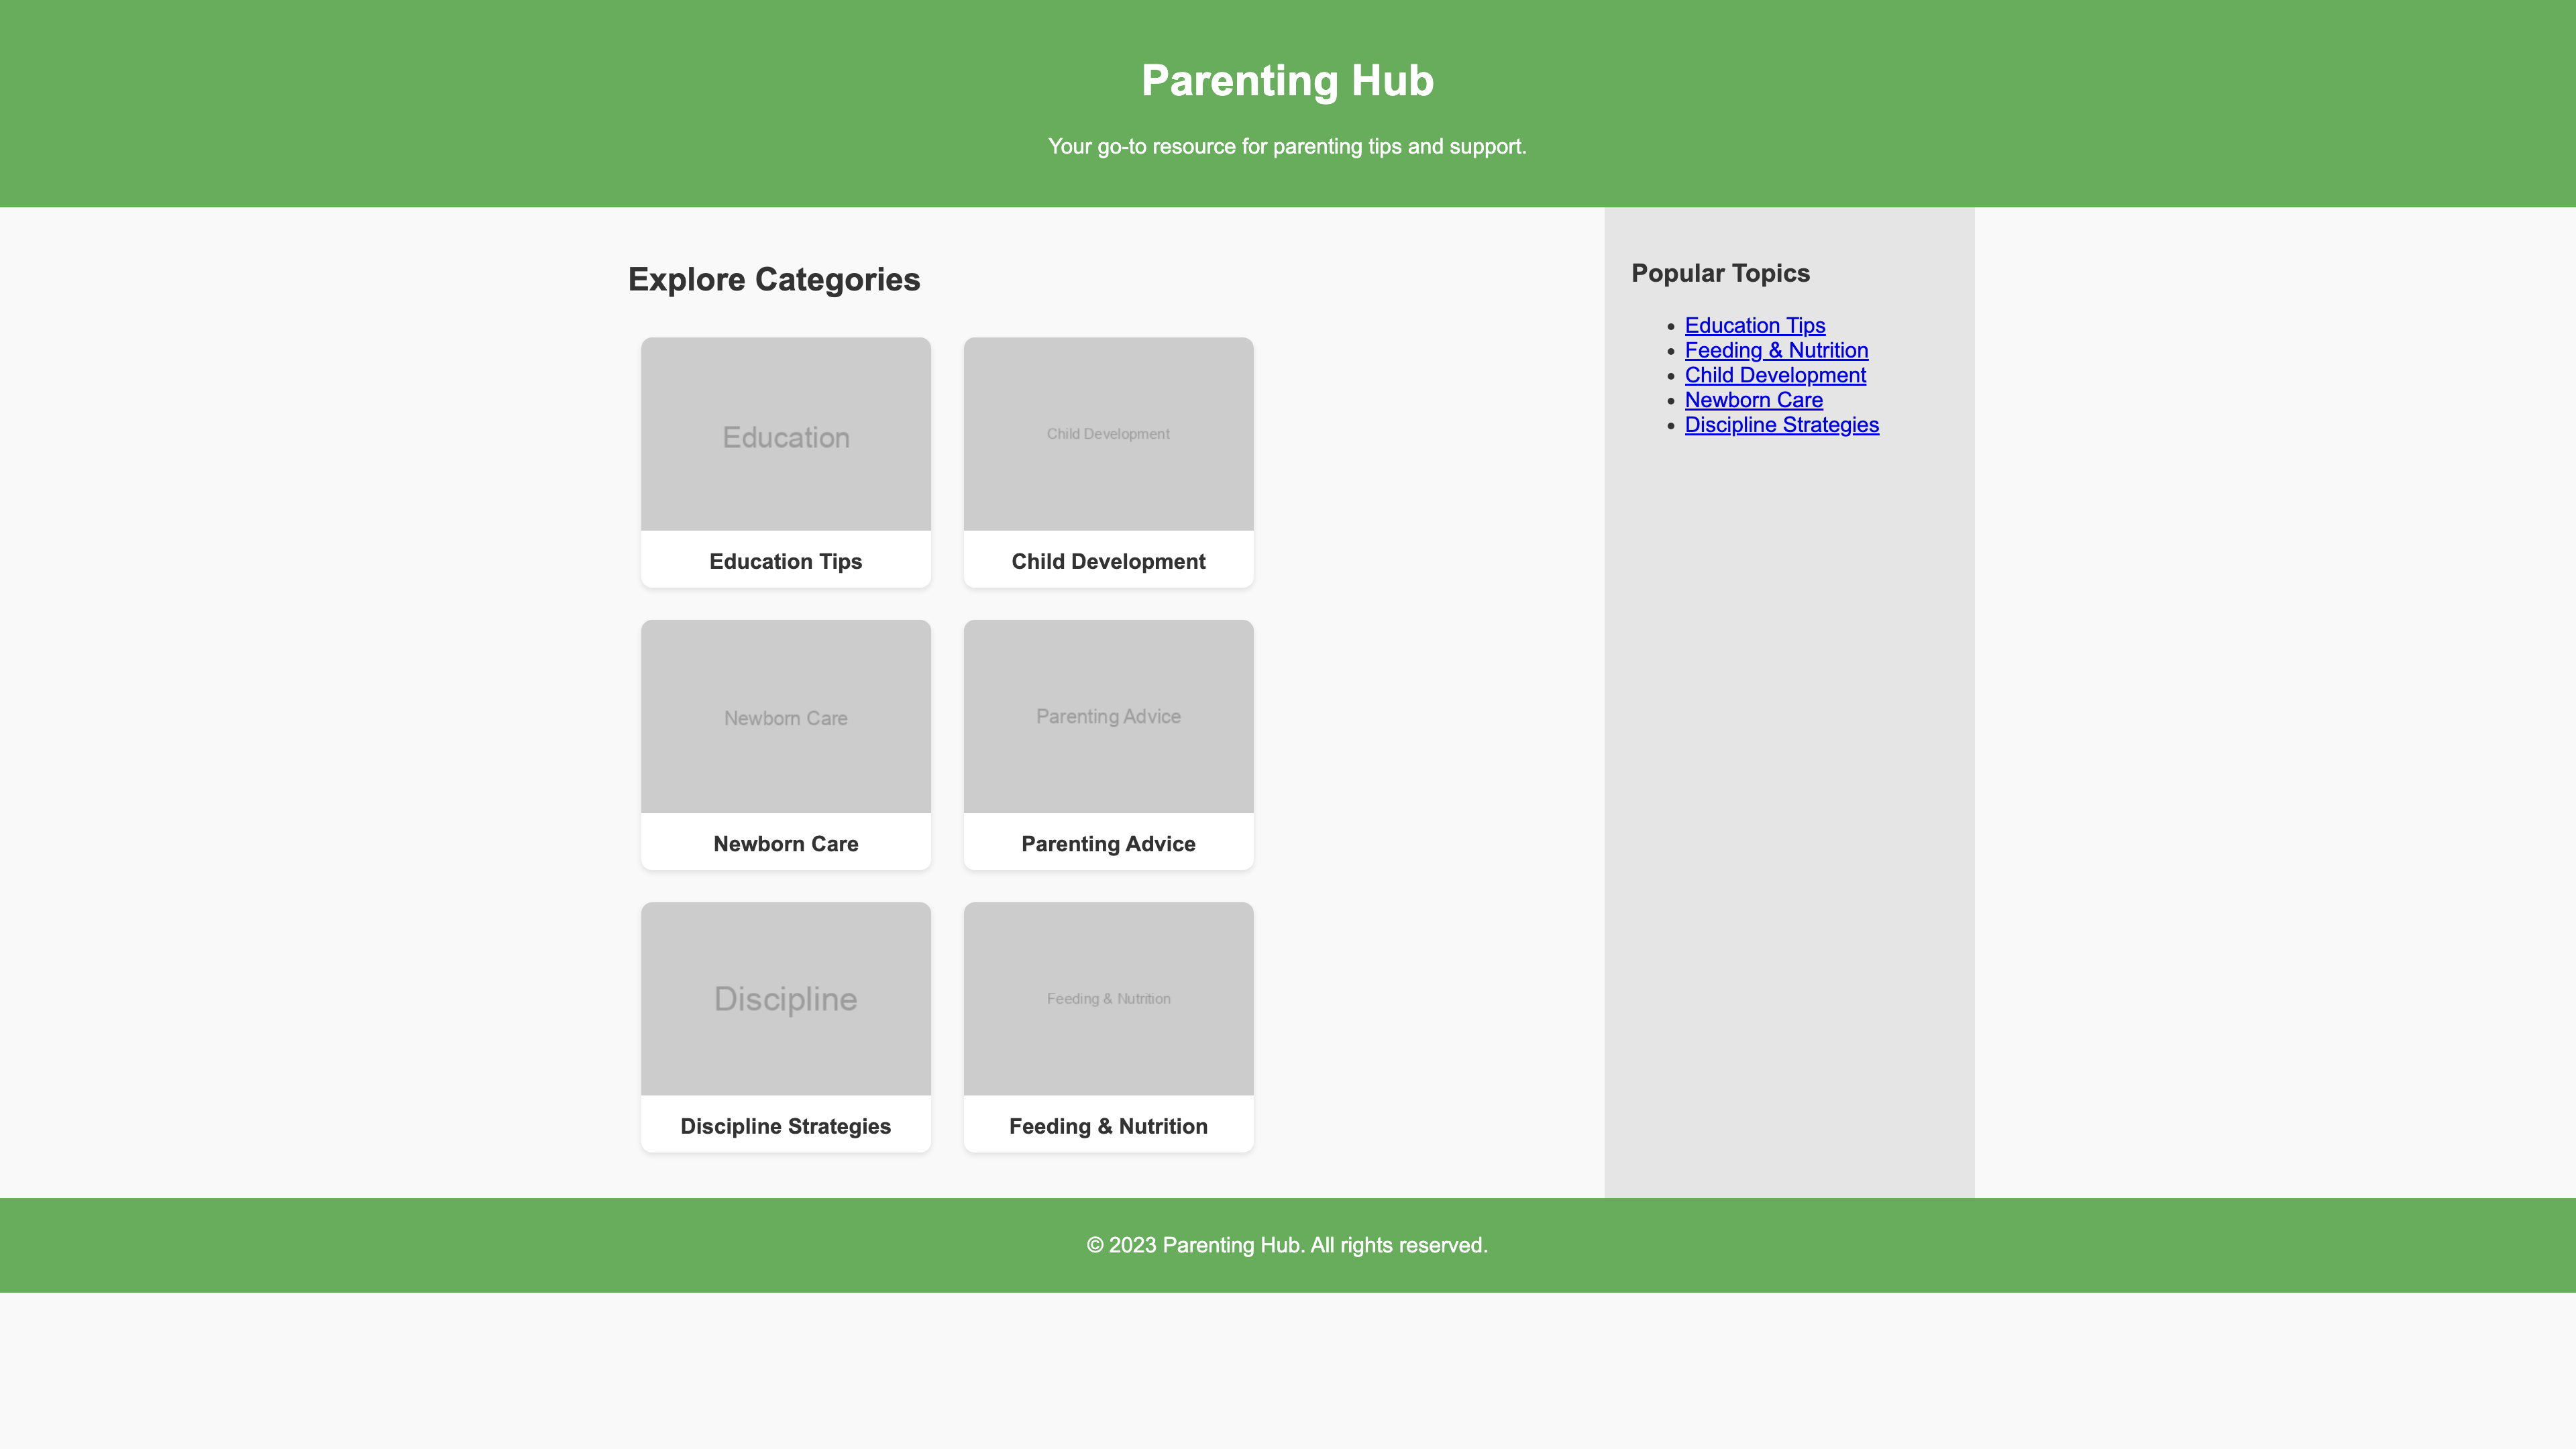 Parenting Hub
Your go-to resource for parenting tips and support.
Explore Categories
Education
Education Tips
Child Development
Child Development
Newborn Care
Newborn Care
Parenting Advice
Parenting Advice
Discipline
Discipline Strategies
Feeding & Nutrition
Feeding & Nutrition
Popular Topics
Education Tips
Feeding & Nutrition
Child Development
Newborn Care
Discipline Strategies
© 2023 Parenting Hub. All rights reserved.